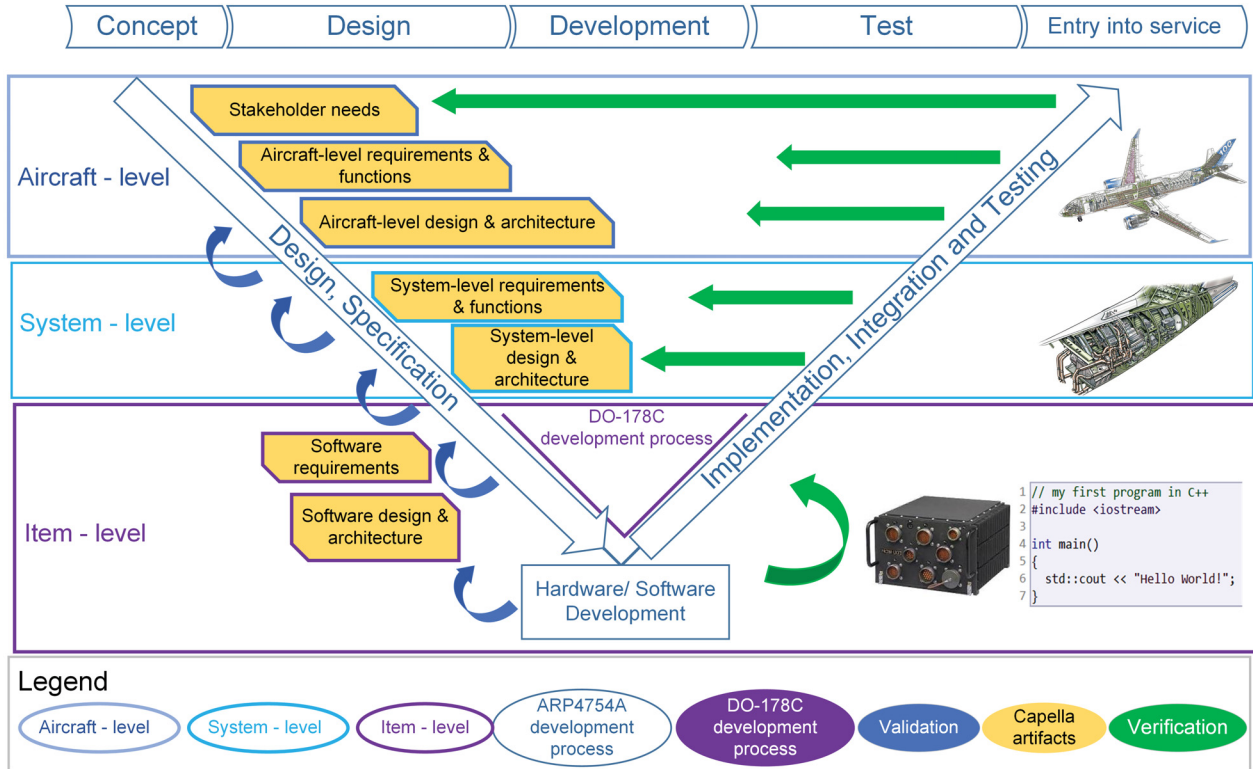 Concept
Design
Development
Test
Entry into service
Aircraft - level
Stakeholder needs
Aircraft-level requirements &
functions
Aircraft-level design & architecture
Design, Specification
Implementation, Integration and Testing
System - level
System-level requirements
& functions
System-level
design &
architecture
Item - level
DO-178C
development process
Software
requirements
Software design &
architecture
Hardware/ Software
Development
1 // my first program in C++
2 #include <iostream>
3
4 int main()
5 {
6 std::cout << "Hello World!";
7 }
Legend
Aircraft - level
System - level
Item - level
ARP4754A
development
process
DO-178C
development
process
Validation
Capella
artifacts
Verification